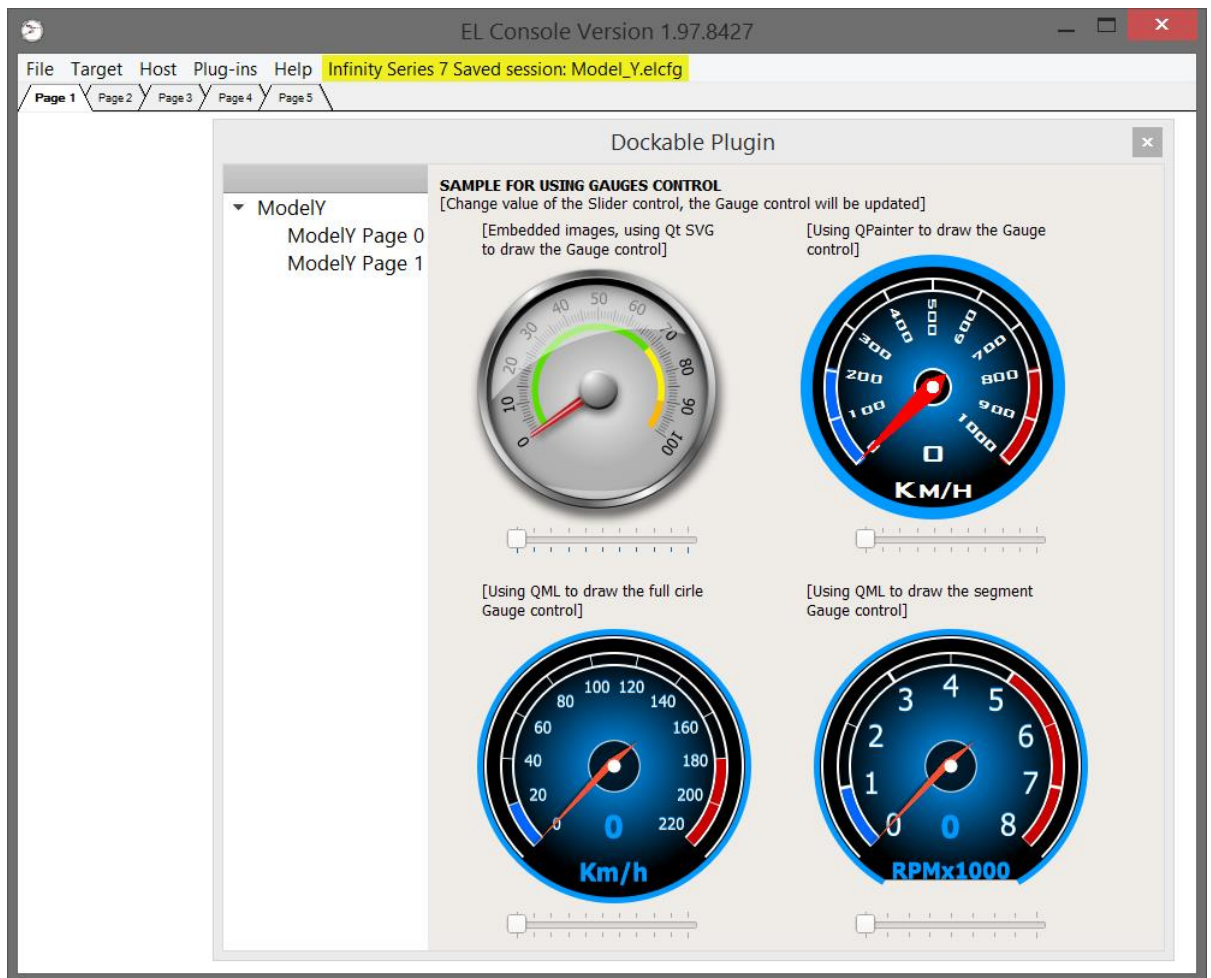 EL Console Version 1.97.8427
File Target Host Plug-ins Help Infinity Series 7 Saved session: Model_Y.elcfg
Page 1 Page 2 Page 3 Page 4 Page 5
Dockable Plugin
ModelY
ModelY Page 0
ModelY Page 1
SAMPLE FOR USING GAUGES CONTROL
[Change value of the Slider control, the Gauge control will be updated]
[Embedded images, using Qt SVG
to draw the Gauge control]
0 10 20 30 40 50 60 70 80 90 100
[Using QPainter to draw the Gauge
control]
0 100 200 300 400 500 600 700 800 900 1000
0
KM/H
[Using QML to draw the full cirle
Gauge control]
0 20 40 60 80 100 120 140 160 180 200 220
0
Km/h
[Using QML to draw the segment
Gauge control]
0 1 2 3 4 5 6 7 8
0
RPMx1000